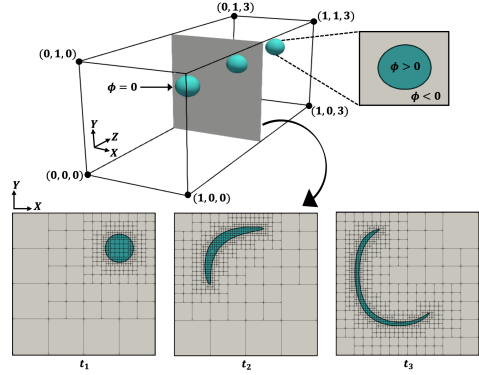 (0, 1, 3)
(1, 1, 3)
(0, 1, 0)
ϕ > 0
ϕ = 0
ϕ < 0
Y
Z
X
(1, 0, 3)
(0, 0, 0)
(1, 0, 0)
Y
X
t₁
t₂
t₃